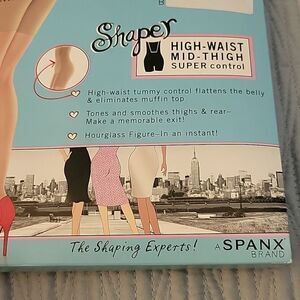 B
Shaper
HIGH-WAIST
MID-THIGH
SUPER control
High-waist tummy control flattens the belly
& eliminates muffin top
Tones and smoothes thighs & rear–
Make a memorable exit!
Hourglass Figure–In an instant!
The Shaping Experts!
A SPANX®
BRAND